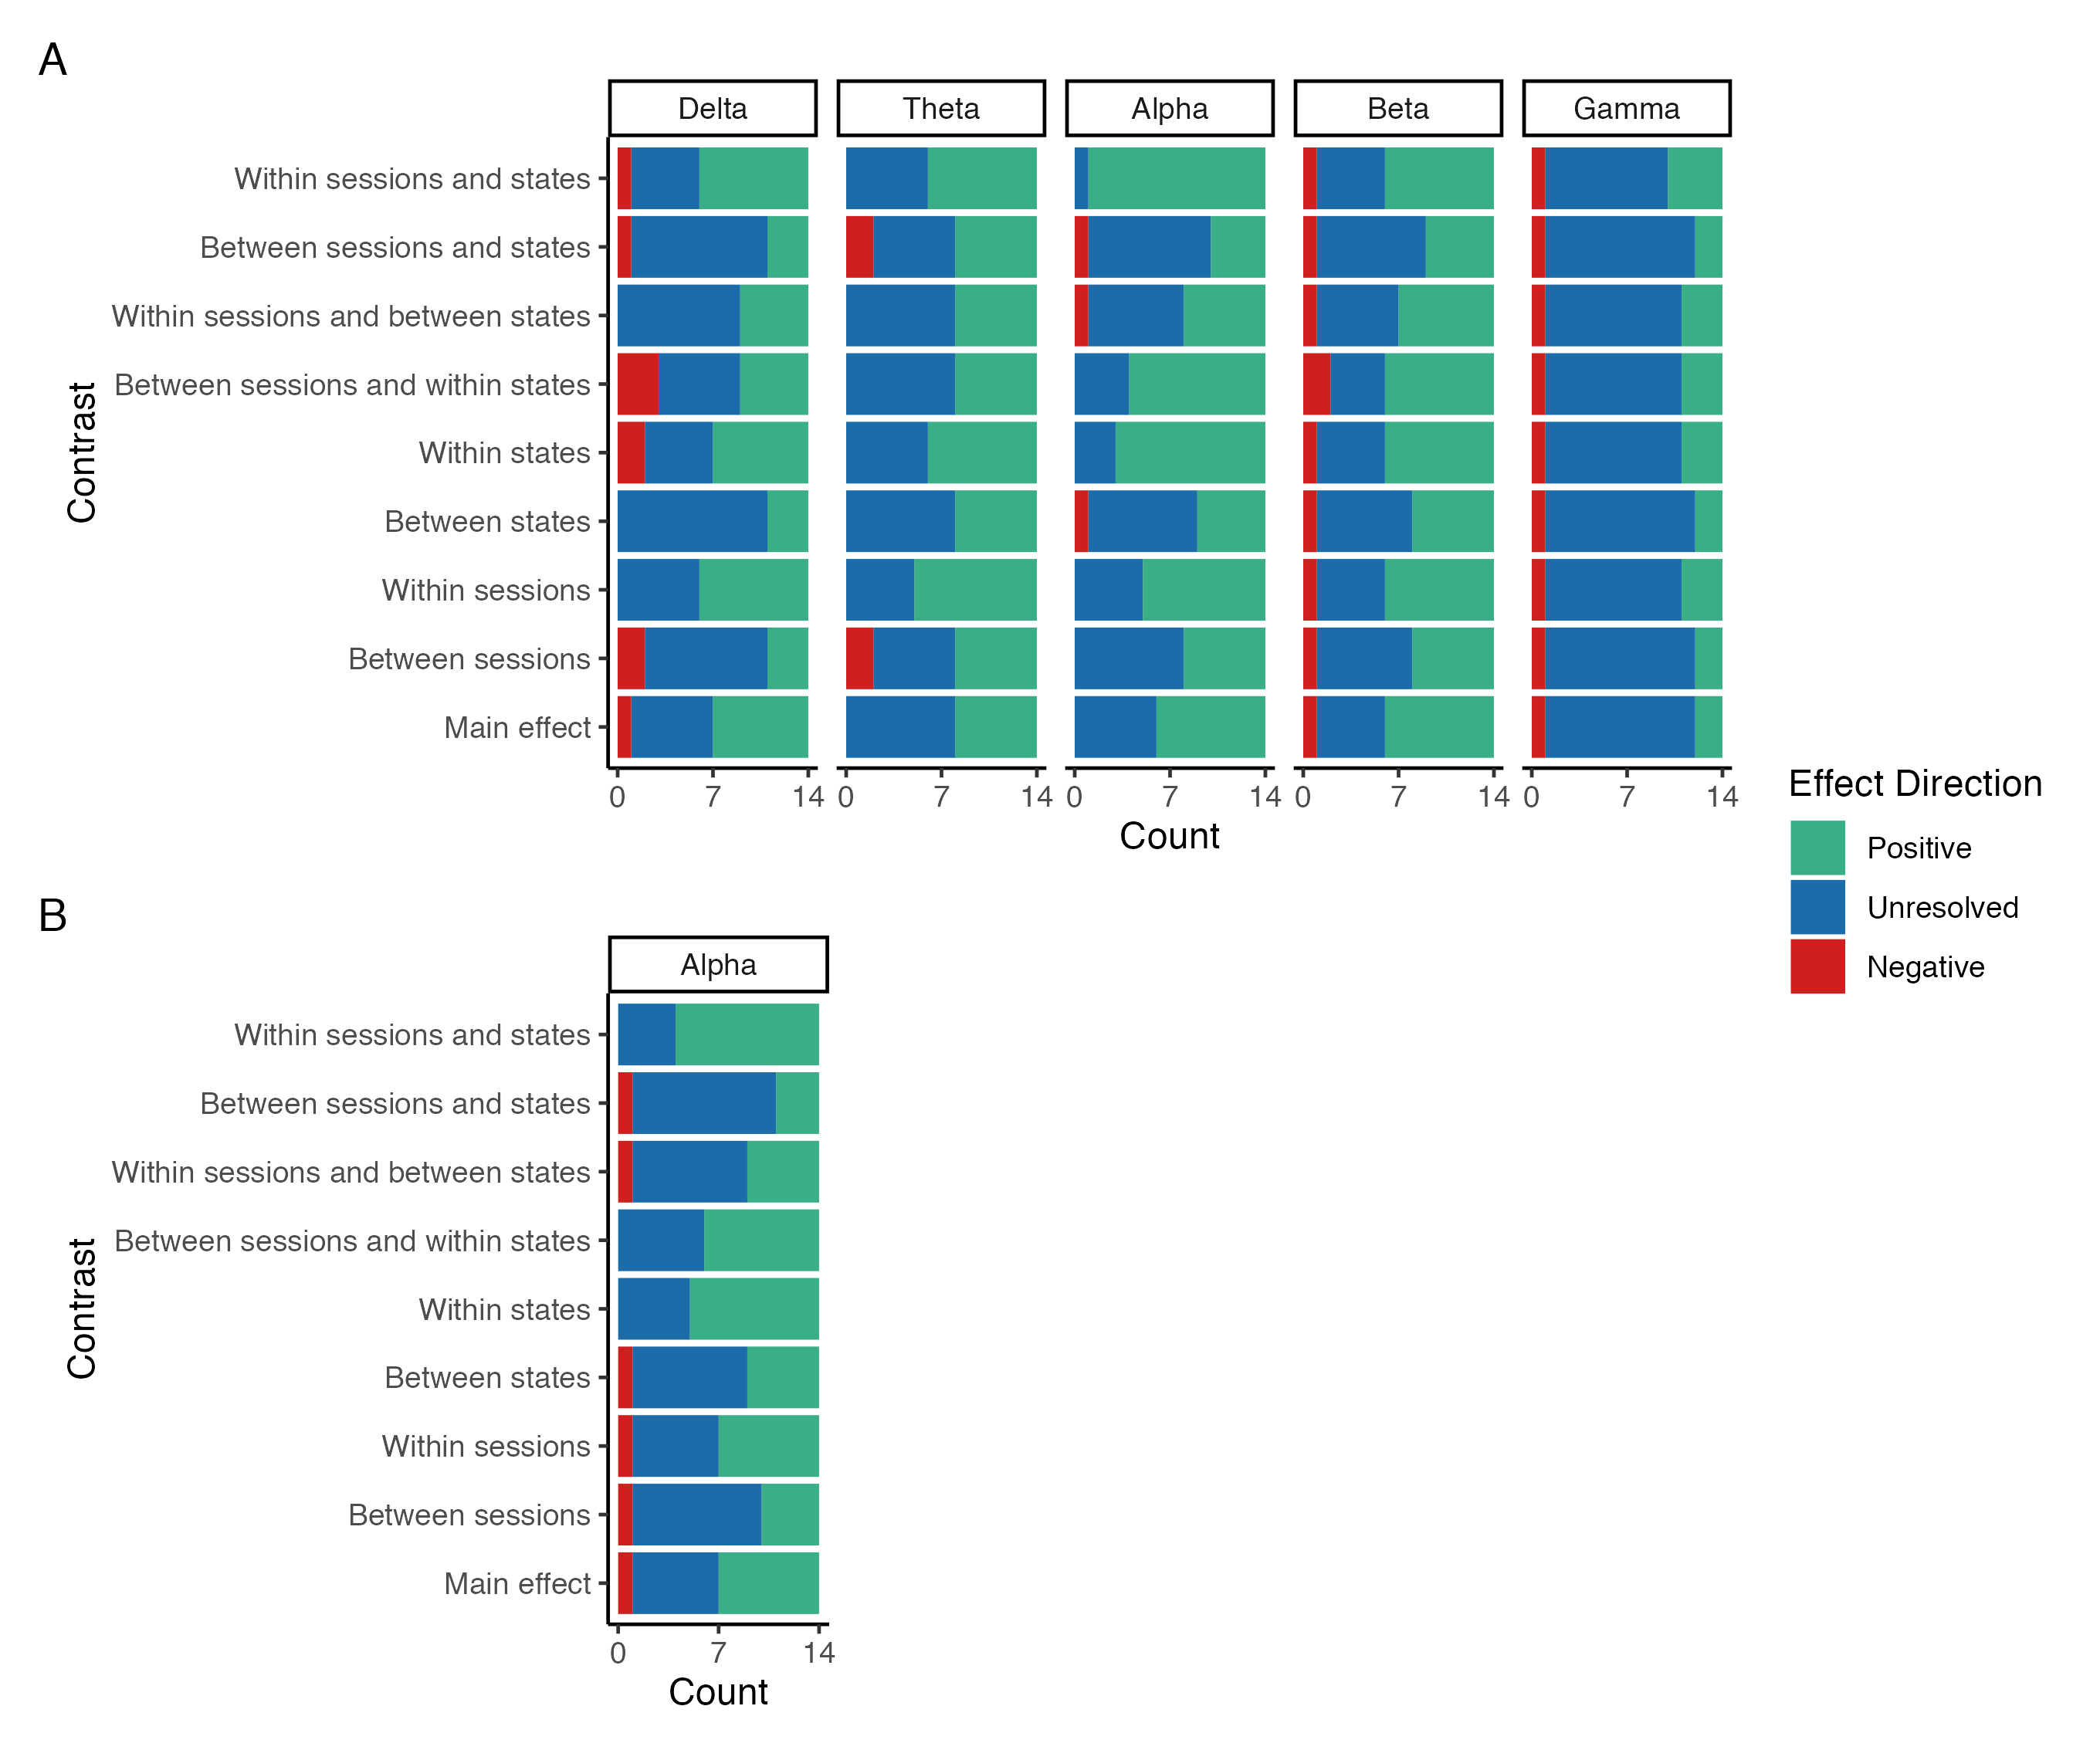 A
Delta
Theta
Alpha
Beta
Gamma
Within sessions and states
Between sessions and states
Within sessions and between states
Between sessions and within states
Within states
Between states
Within sessions
Between sessions
Main effect
Contrast
0 7 14 0 7 14 0 7 14 0 7 14 0 7 14
Count
Effect Direction
Positive
Unresolved
Negative
B
Alpha
Within sessions and states
Between sessions and states
Within sessions and between states
Between sessions and within states
Within states
Between states
Within sessions
Between sessions
Main effect
Contrast
0 7 14
Count